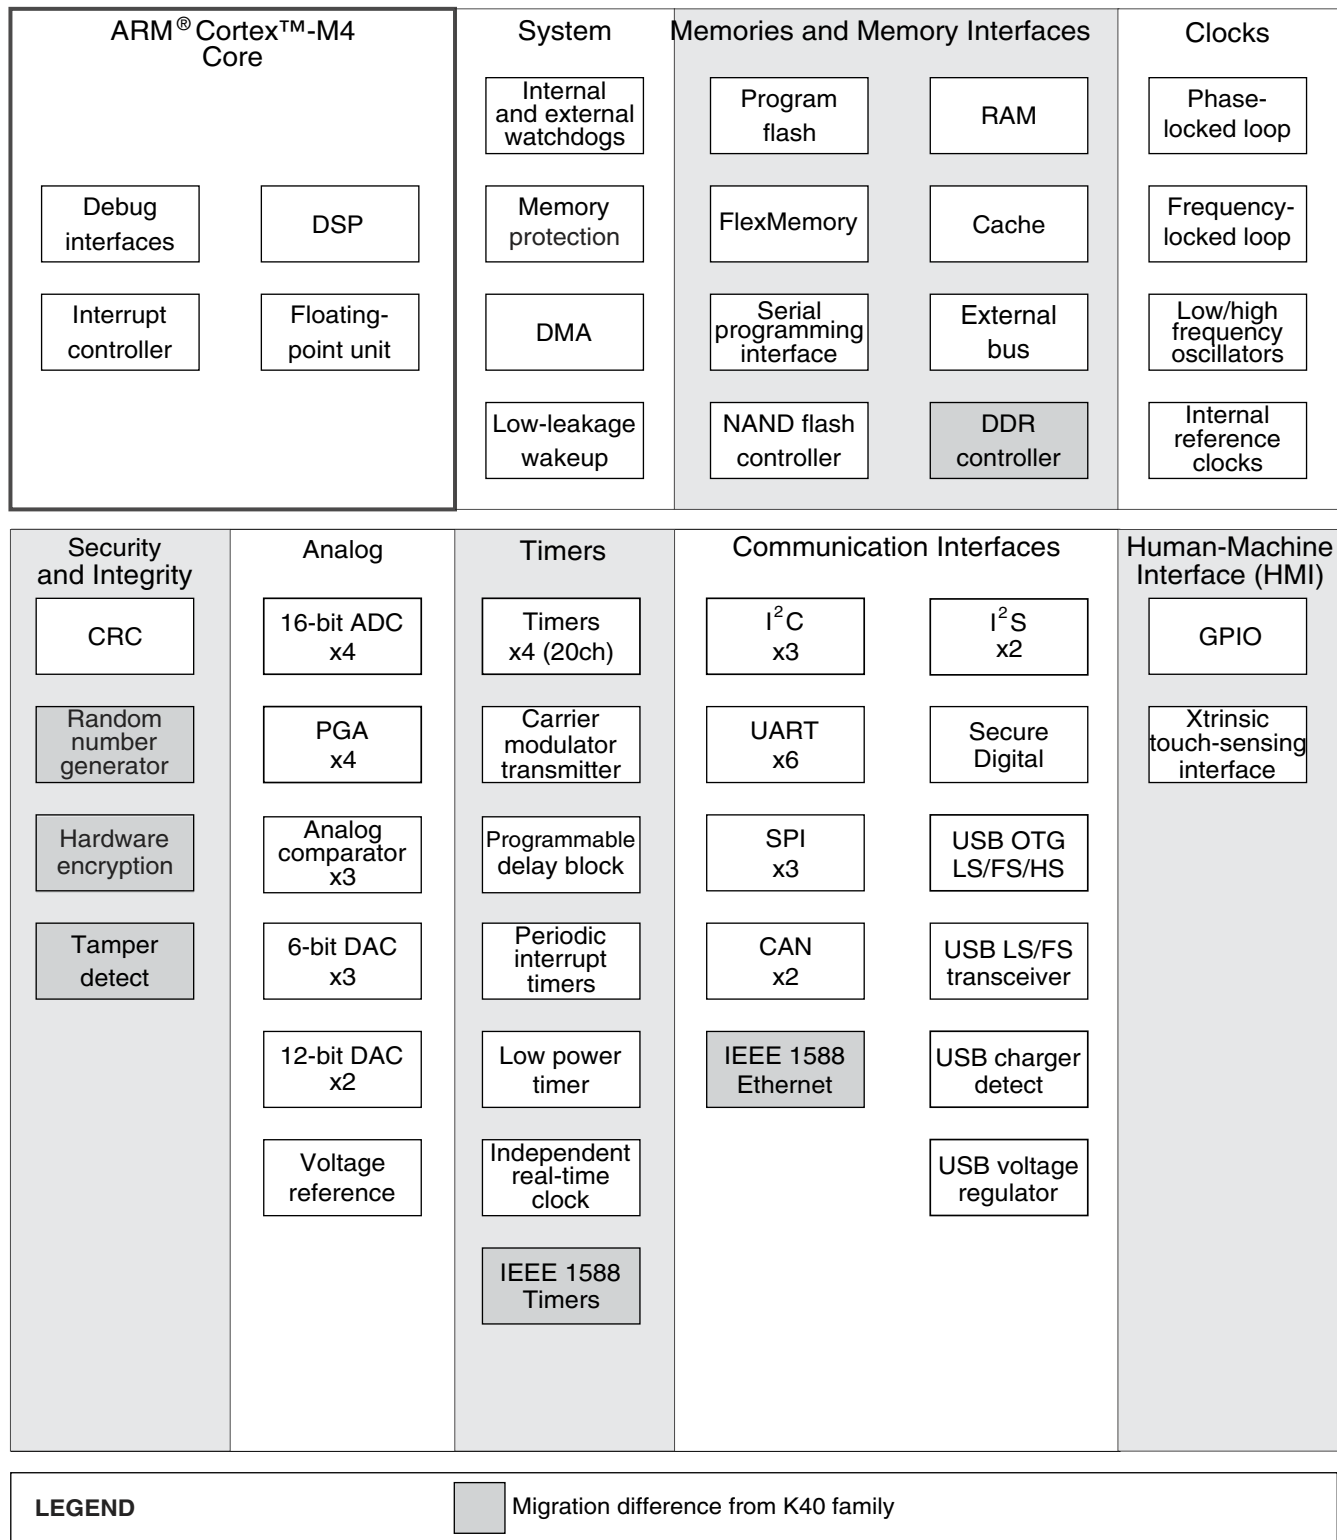 ARM® Cortex™-M4
Core
Debug
interfaces
DSP
Interrupt
controller
Floating-
point unit
System
Internal
and external
watchdogs
Memory
protection
DMA
Low-leakage
wakeup
Memories and Memory Interfaces
Program
flash
RAM
FlexMemory
Cache
Serial
programming
interface
External
bus
NAND flash
controller
DDR
controller
Clocks
Phase-
locked loop
Frequency-
locked loop
Low/high
frequency
oscillators
Internal
reference
clocks
Security
and Integrity
CRC
Random
number
generator
Hardware
encryption
Tamper
detect
Analog
16-bit ADC
x4
PGA
x4
Analog
comparator
x3
6-bit DAC
x3
12-bit DAC
x2
Voltage
reference
Timers
Timers
x4 (20ch)
Carrier
modulator
transmitter
Programmable
delay block
Periodic
interrupt
timers
Low power
timer
Independent
real-time
clock
IEEE 1588
Timers
Communication Interfaces
I²C
x3
I²S
x2
UART
x6
Secure
Digital
SPI
x3
USB OTG
LS/FS/HS
CAN
x2
USB LS/FS
transceiver
IEEE 1588
Ethernet
USB charger
detect
USB voltage
regulator
Human-Machine
Interface (HMI)
GPIO
Xtrinsic
touch-sensing
interface
LEGEND
Migration difference from K40 family